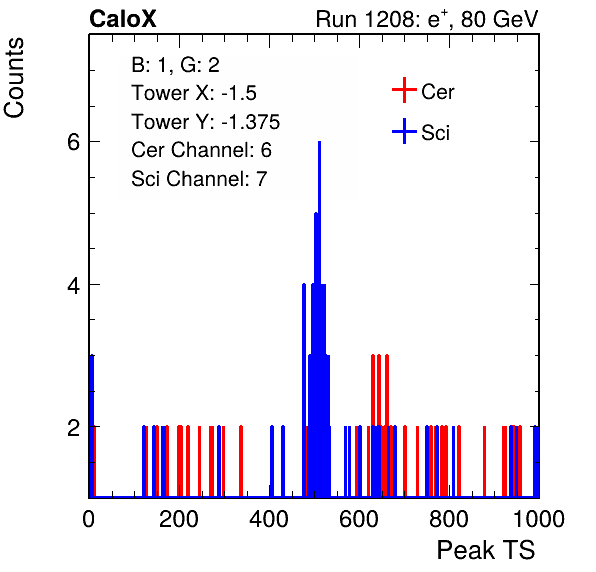 CaloX Run 1208: e⁺, 80 GeV
Counts
B: 1, G: 2
Tower X: -1.5
Tower Y: -1.375
Cer Channel: 6
Sci Channel: 7
Cer
Sci
6
4
2
0 200 400 600 800 1000
Peak TS